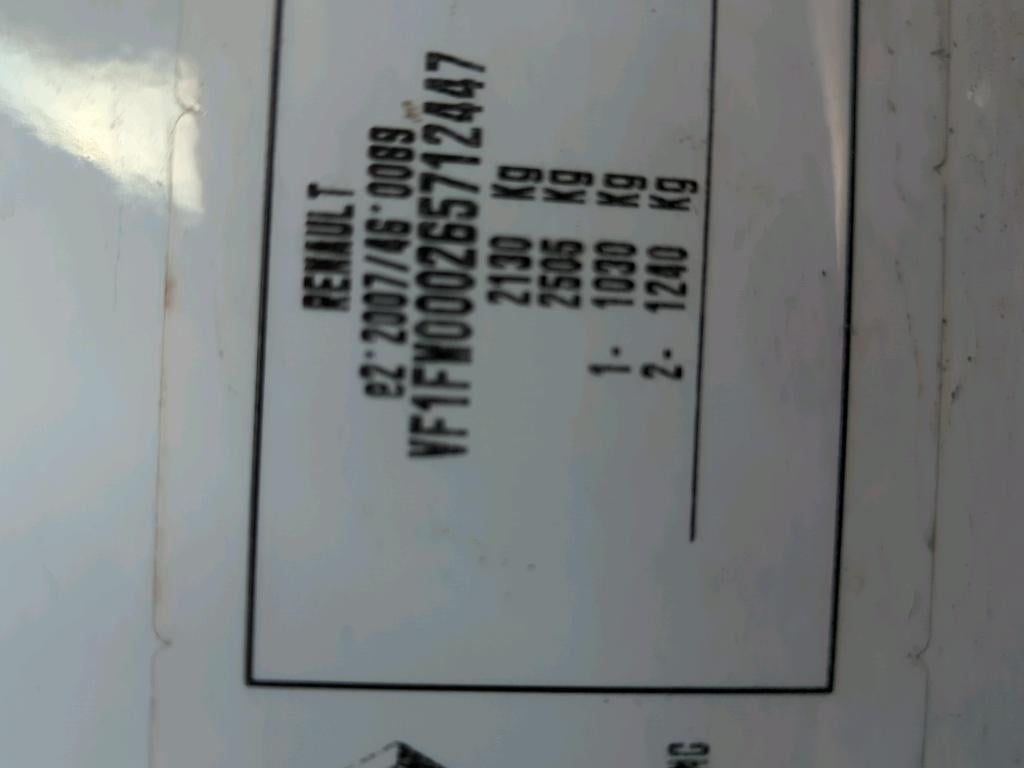 RENAULT
e2*2007/46*0089
VF1FW000265712447
2130 Kg
2505 Kg
1- 1030 Kg
2- 1240 Kg